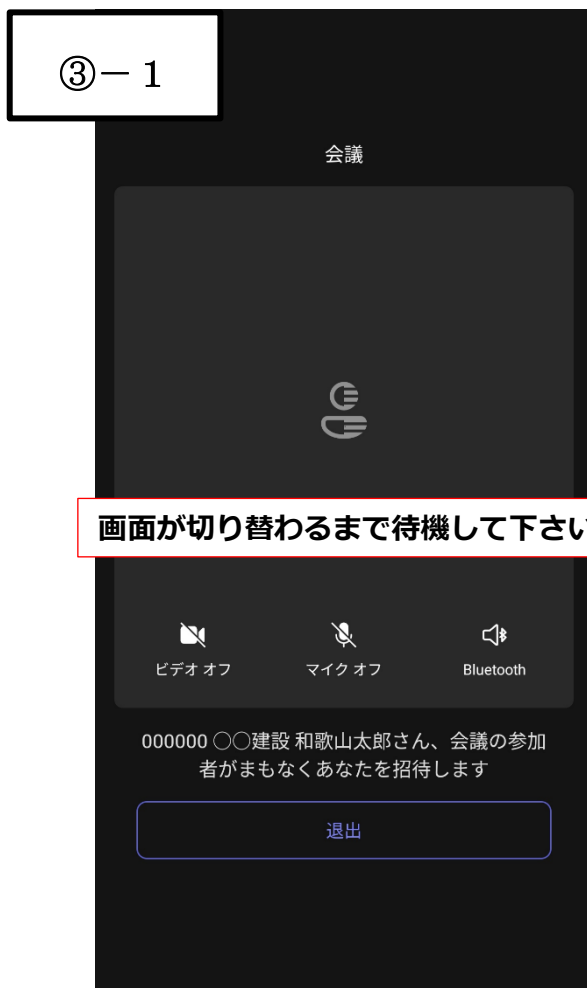 ③－１
会議
画面が切り替わるまで待機して下さい
ビデオ オフ
マイク オフ
Bluetooth
000000 〇〇建設 和歌山太郎さん、会議の参加
者がまもなくあなたを招待します
退出